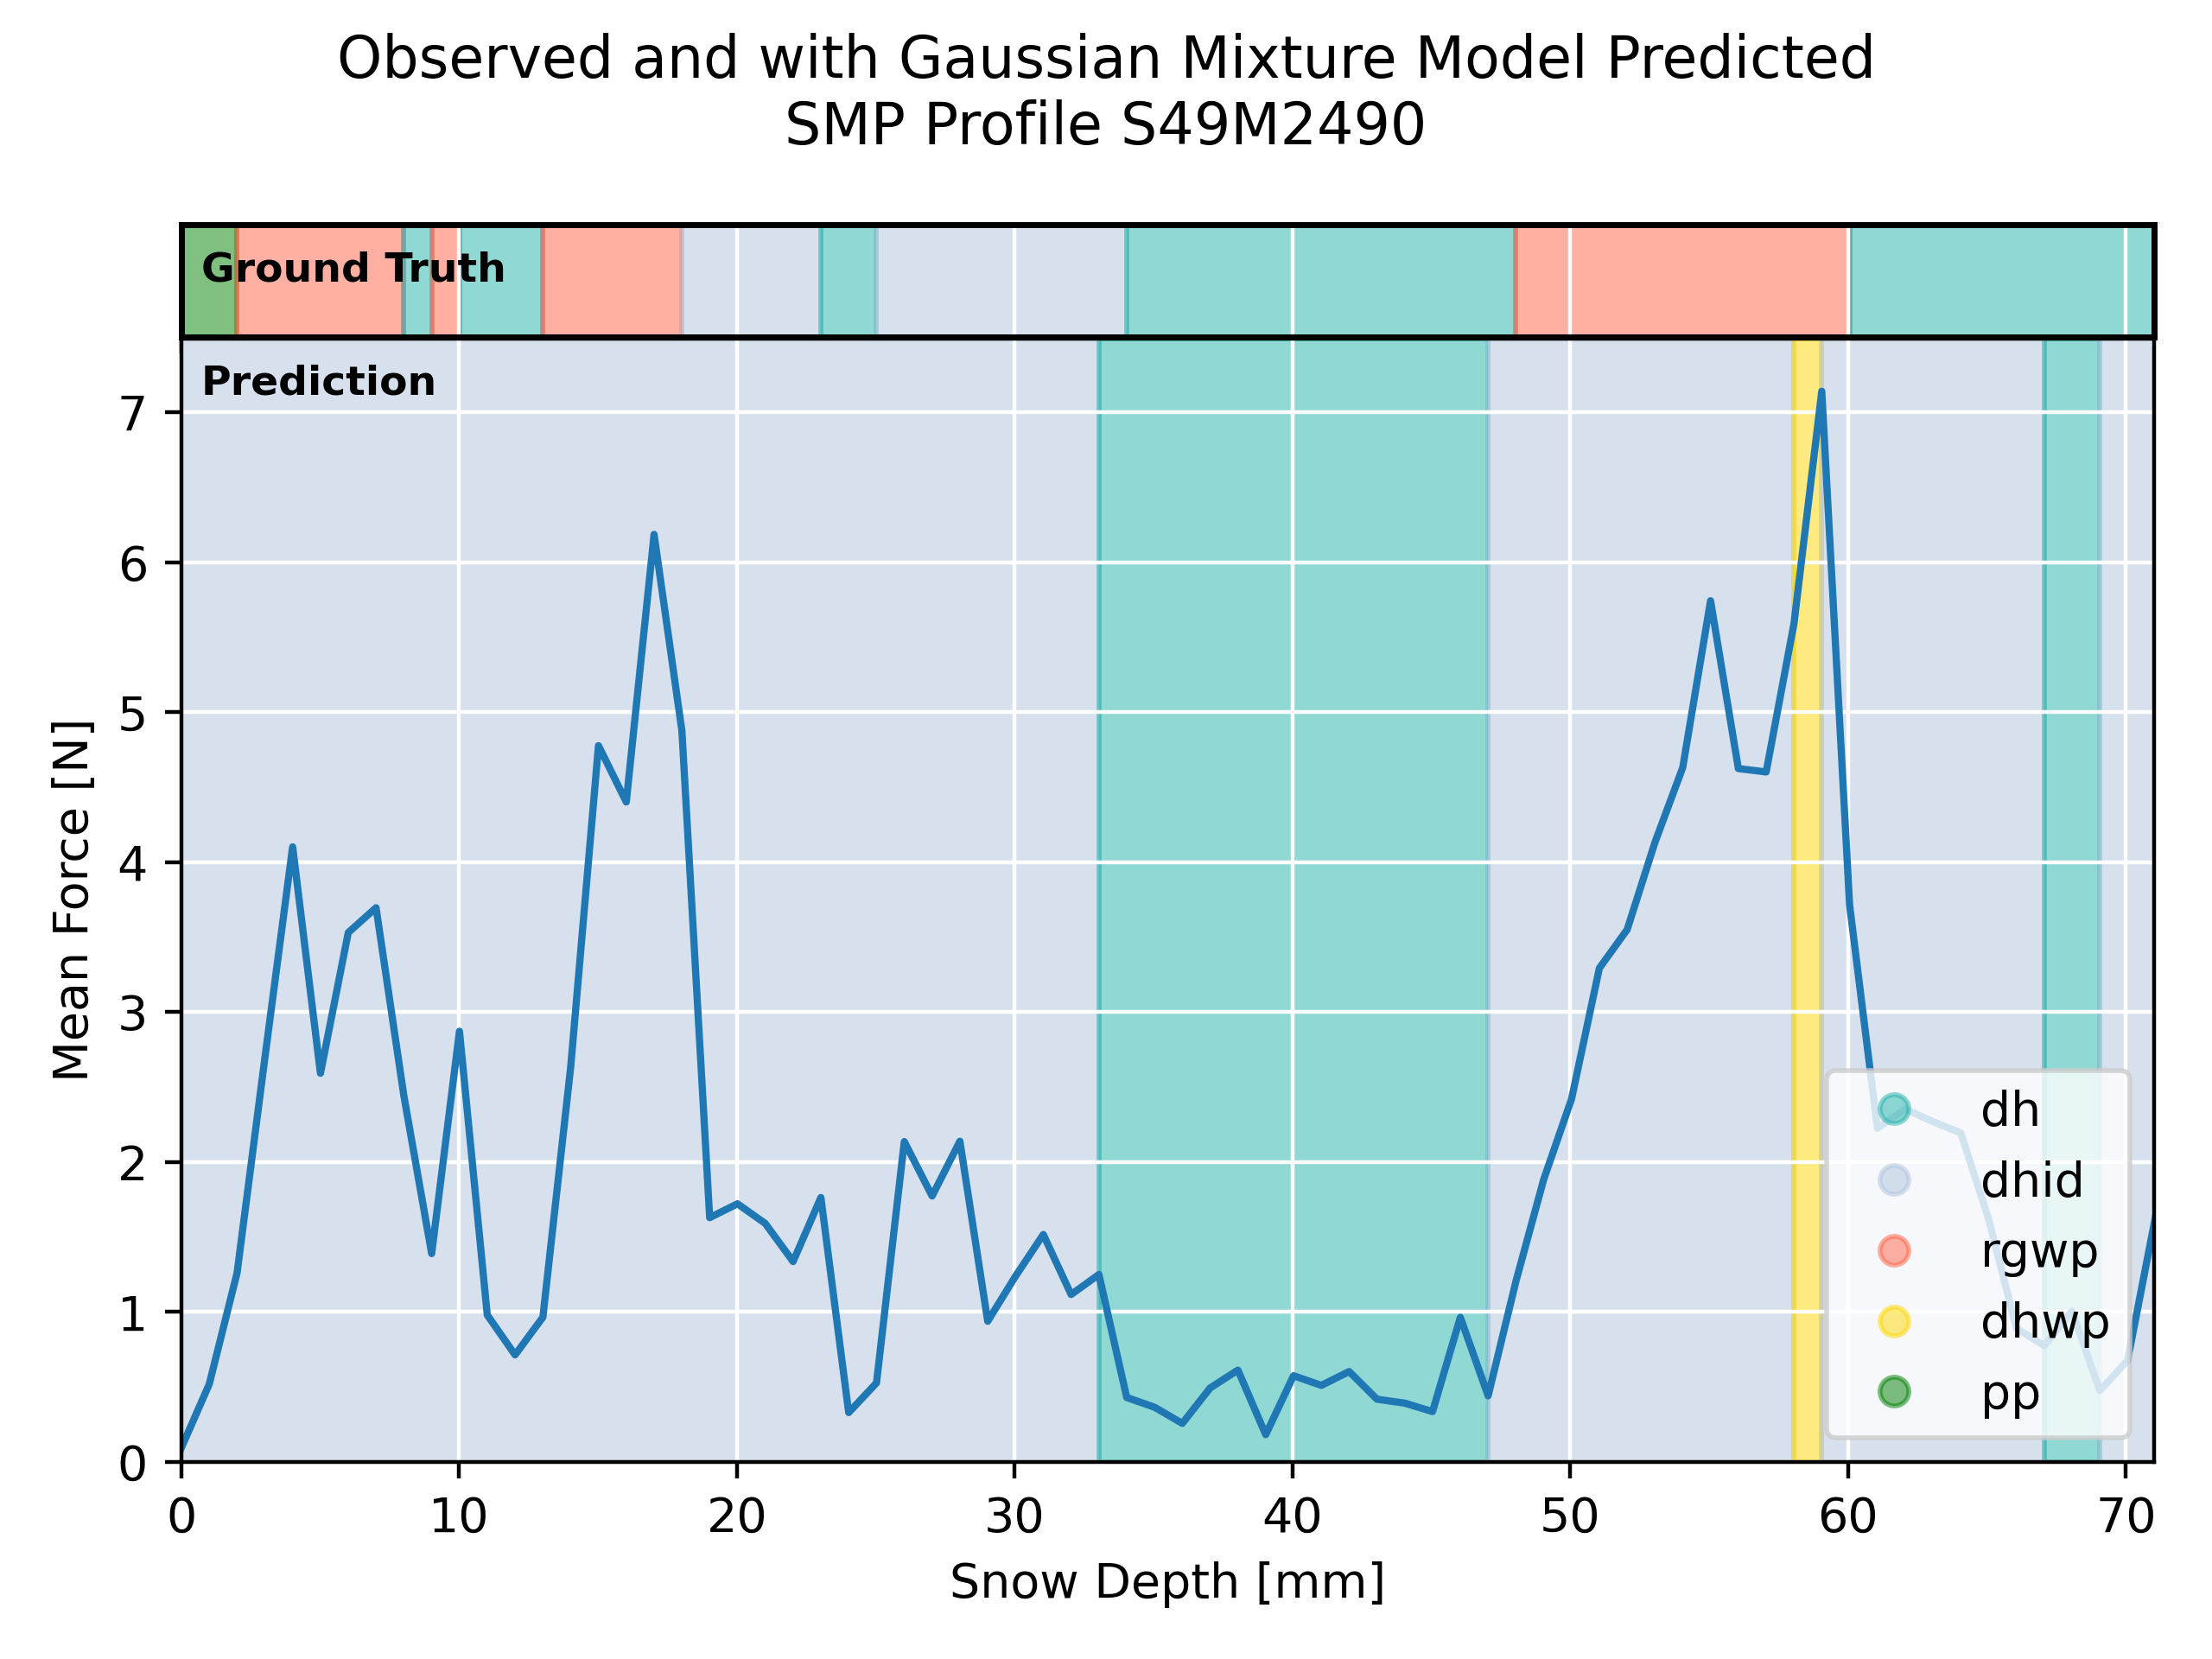 Observed and with Gaussian Mixture Model Predicted
SMP Profile S49M2490
Ground Truth
Prediction
7
6
5
4
3
2
1
0
Mean Force [N]
dh
dhid
rgwp
dhwp
pp
0 10 20 30 40 50 60 70
Snow Depth [mm]